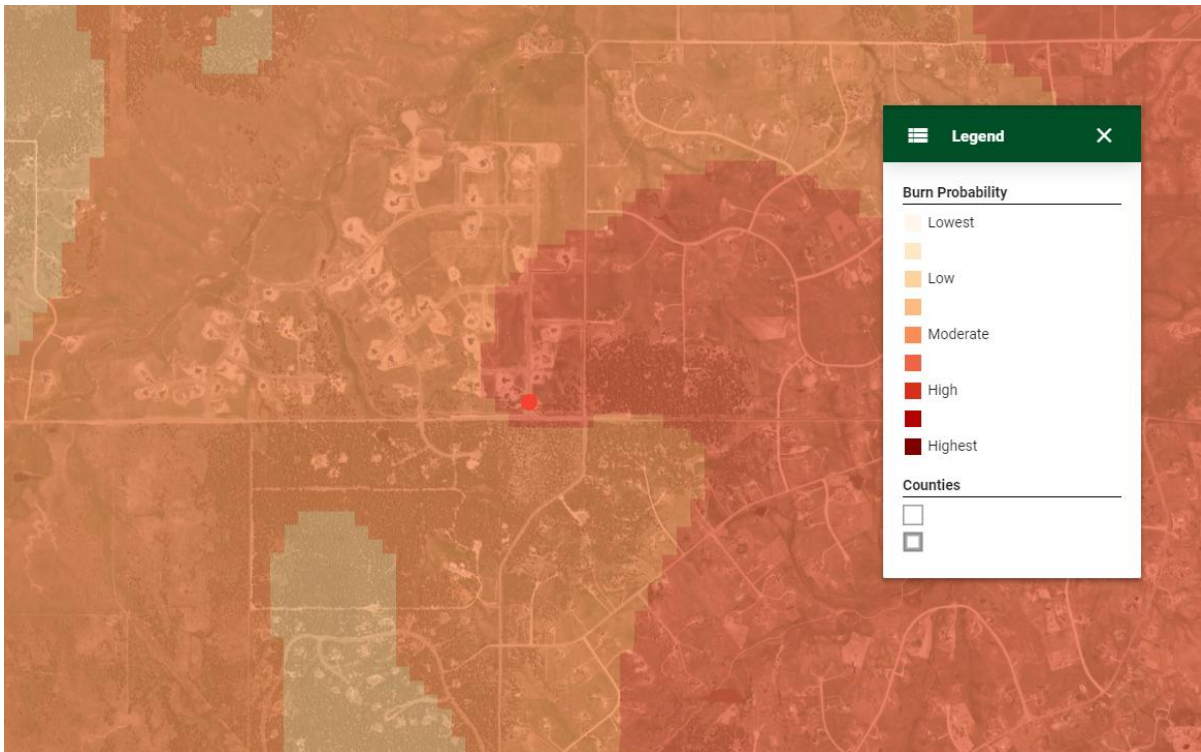 Legend
Burn Probability
Lowest
Low
Moderate
High
Highest
Counties